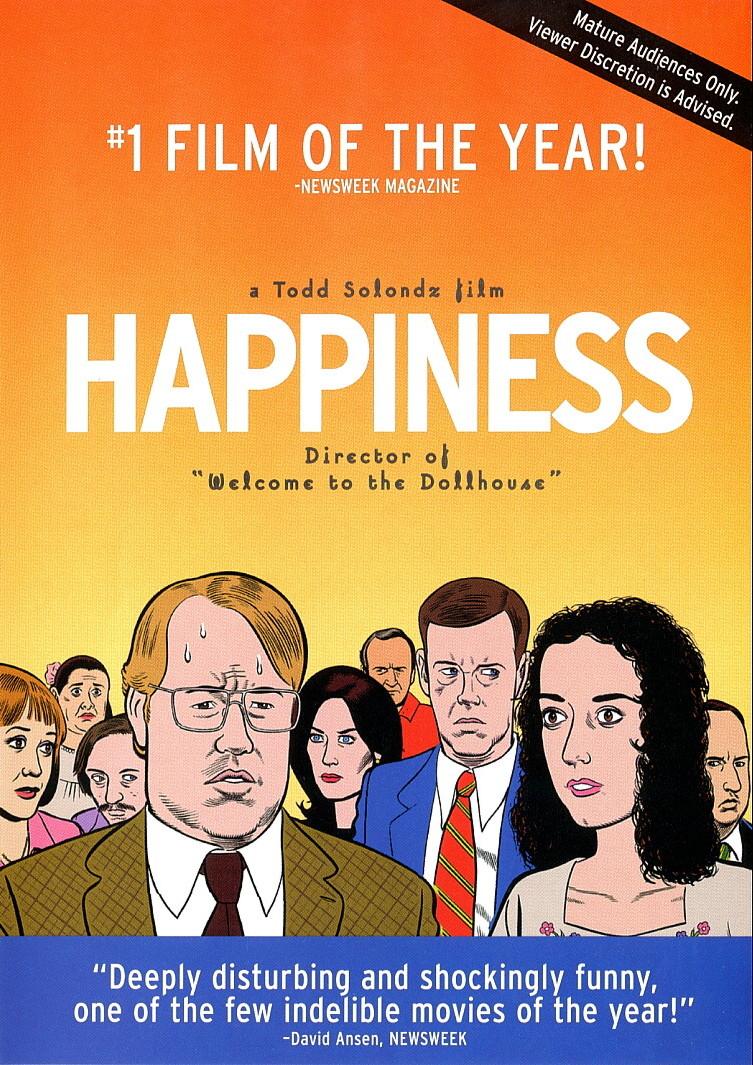 Mature Audiences Only.
Viewer Discretion is Advised.
#1 FILM OF THE YEAR!
-NEWSWEEK MAGAZINE
a Todd Solondz film
HAPPINESS
Director of
"Welcome to the Dollhouse"
"Deeply disturbing and shockingly funny,
one of the few indelible movies of the year!"
-David Ansen, NEWSWEEK